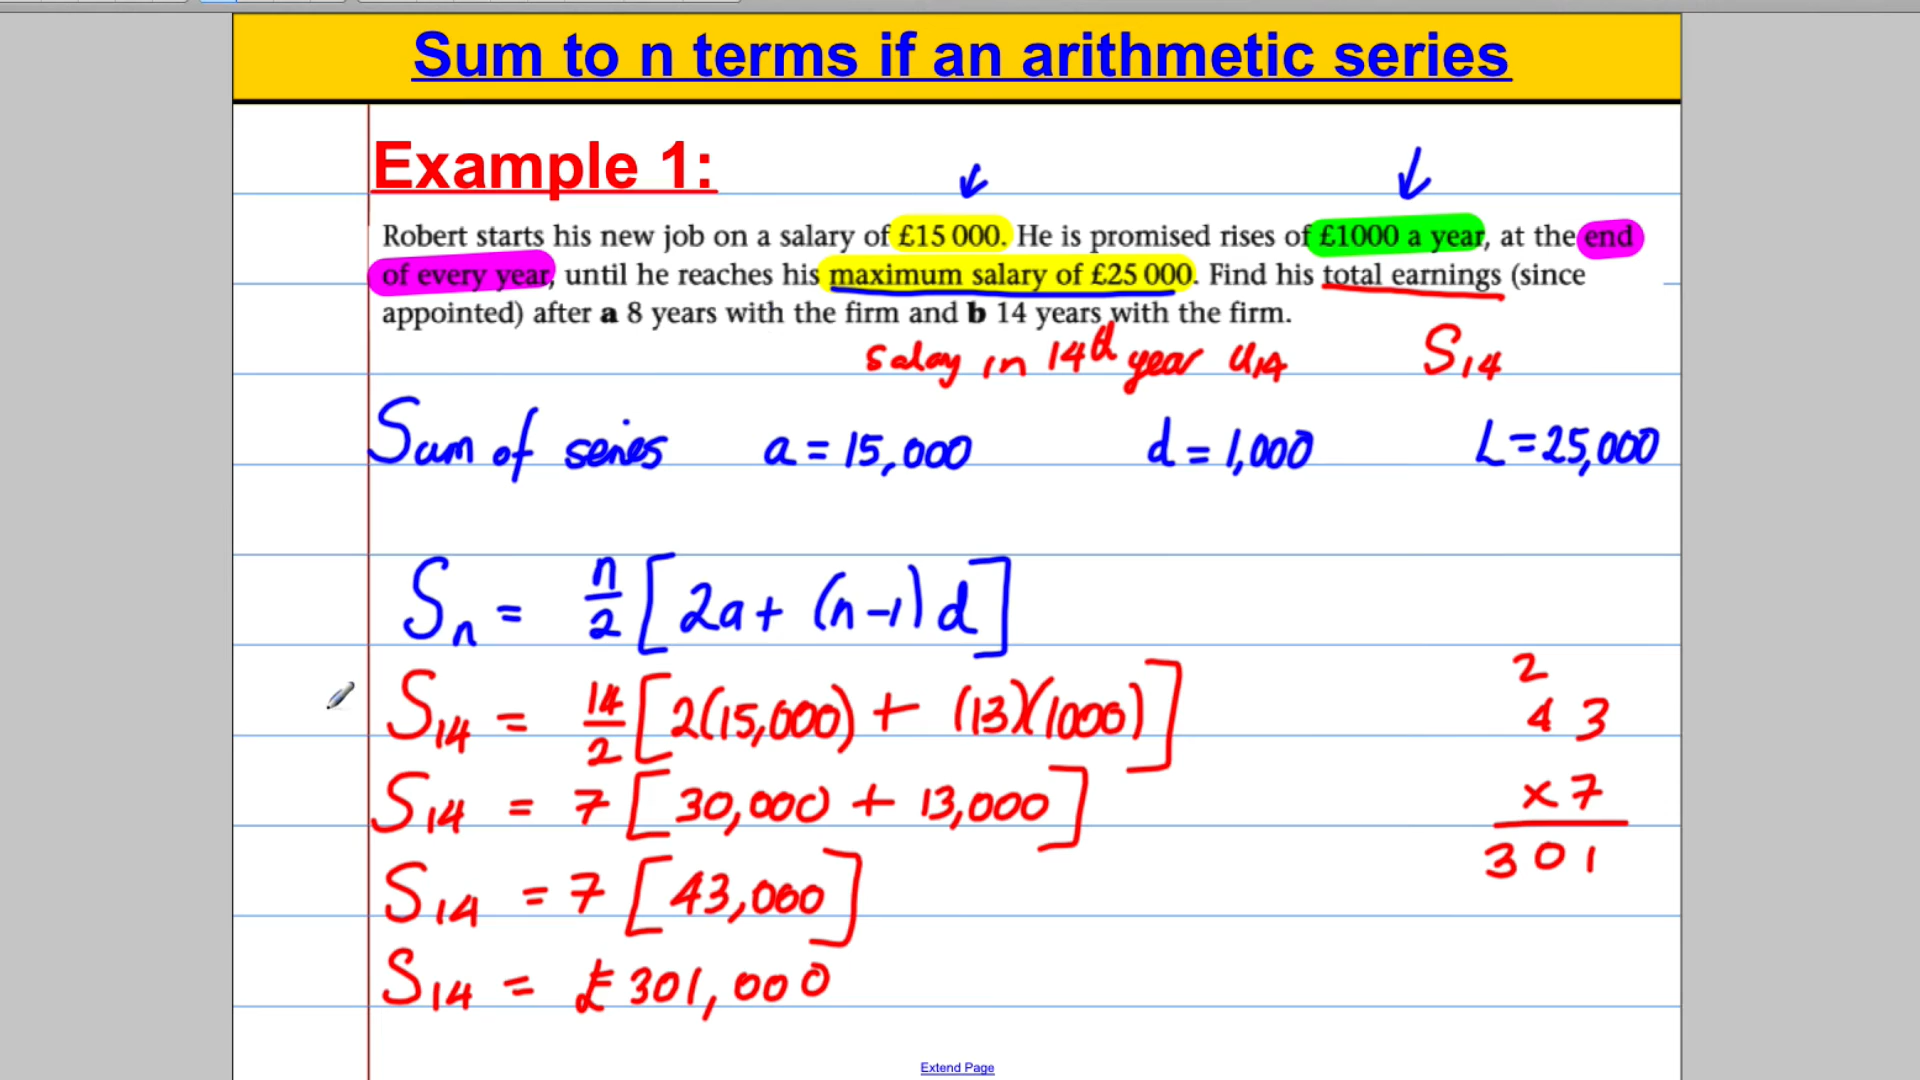 Sum to n terms if an arithmetic series
Example 1:
Robert starts his new job on a salary of £15 000. He is promised rises of £1000 a year, at the end
of every year, until he reaches his maximum salary of £25 000. Find his total earnings (since
appointed) after a 8 years with the firm and b 14 years with the firm.
Salay in 14th year U14 S14
Sum of series a = 15,000 d = 1,000 L = 25,000
Sn = n/2 [2a + (n-1)d]
S14 = 14/2 [2(15,000) + (13)(1000)]
S14 = 7 [30,000 + 13,000]
S14 = 7 [43,000]
S14 = £301,000
2
4 3
x 7
3 0 1
Extend Page